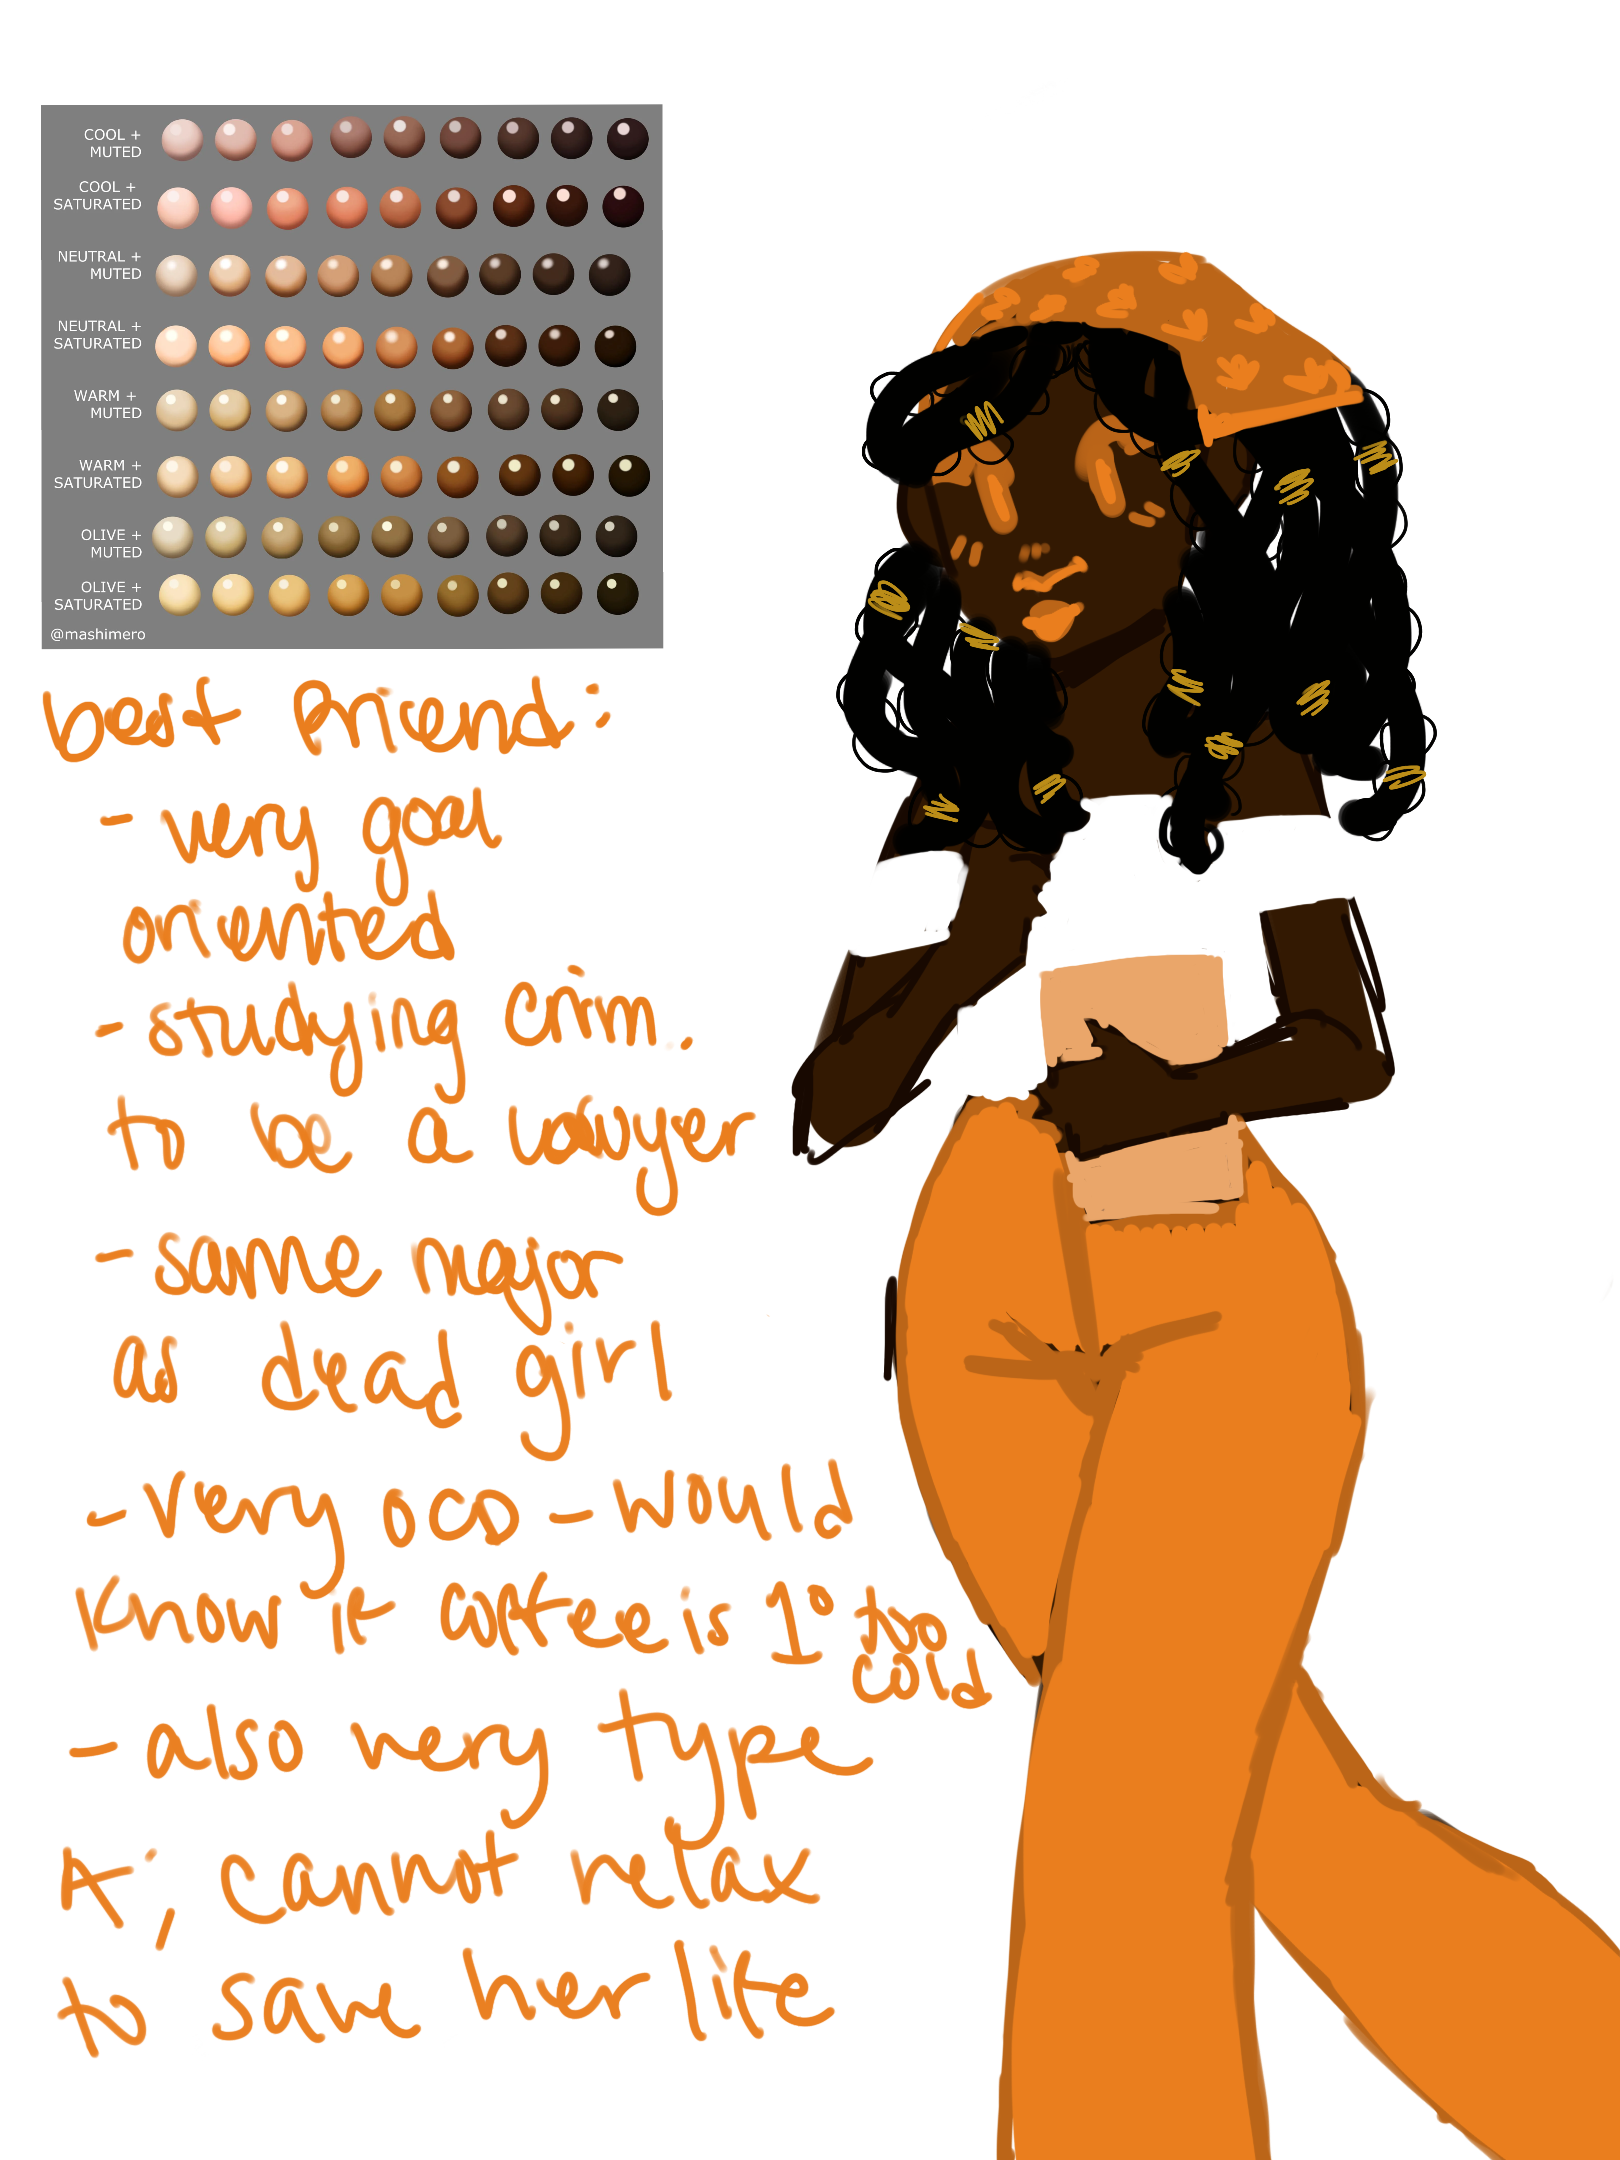 COOL +
MUTED
COOL +
SATURATED
NEUTRAL +
MUTED
NEUTRAL +
SATURATED
WARM +
MUTED
WARM +
SATURATED
OLIVE +
MUTED
OLIVE +
SATURATED
@mashimero
best friend:
- very goal
oriented
- studying crim.
to be a lawyer
- same major
as dead girl
- very OCD - would
know if coffee is 1° too
cold
- also very type
A; cannot relax
to save her life